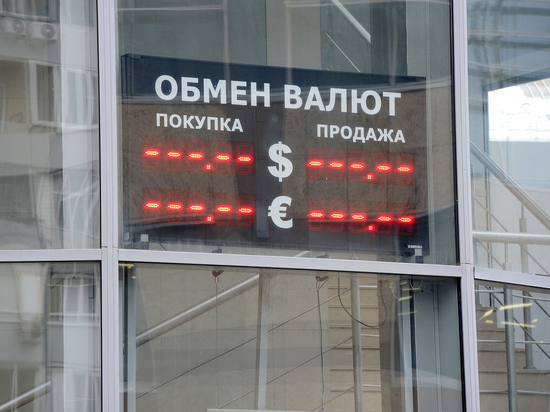 ОБМЕН ВАЛЮТ
ПОКУПКА ПРОДАЖА
---.-- $ ---.--
---.-- € ---.--